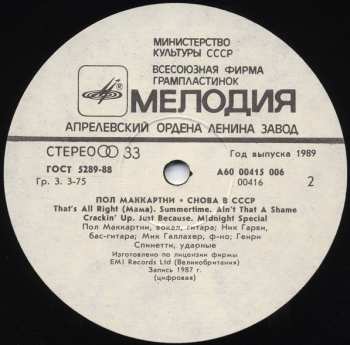 МИНИСТЕРСТВО
КУЛЬТУРЫ СССР
ВСЕСОЮЗНАЯ ФИРМА
ГРАМПЛАСТИНОК
МЕЛОДИЯ
АПРЕЛЕВСКИЙ ОРДЕНА ЛЕНИНА ЗАВОД
СТЕРЕО 33
Год выпуска 1989
ГОСТ 5289-88
А60 00415 006
Гр. 3. 3-75
00416
2
ПОЛ МАККАРТНИ • СНОВА В СССР
That's All Right (Mama). Summertime. Ain't That A Shame
Crackin' Up. Just Because. Midnight Special
Пол Маккартни, вокал, гитара; Ник Гарви,
бас-гитара; Мик Галлахер, ф-но; Генри
Спинетти, ударные
Изготовлено по лицензии фирмы
EMI Records Ltd (Великобритания)
Запись 1987 г.
(цифровая)